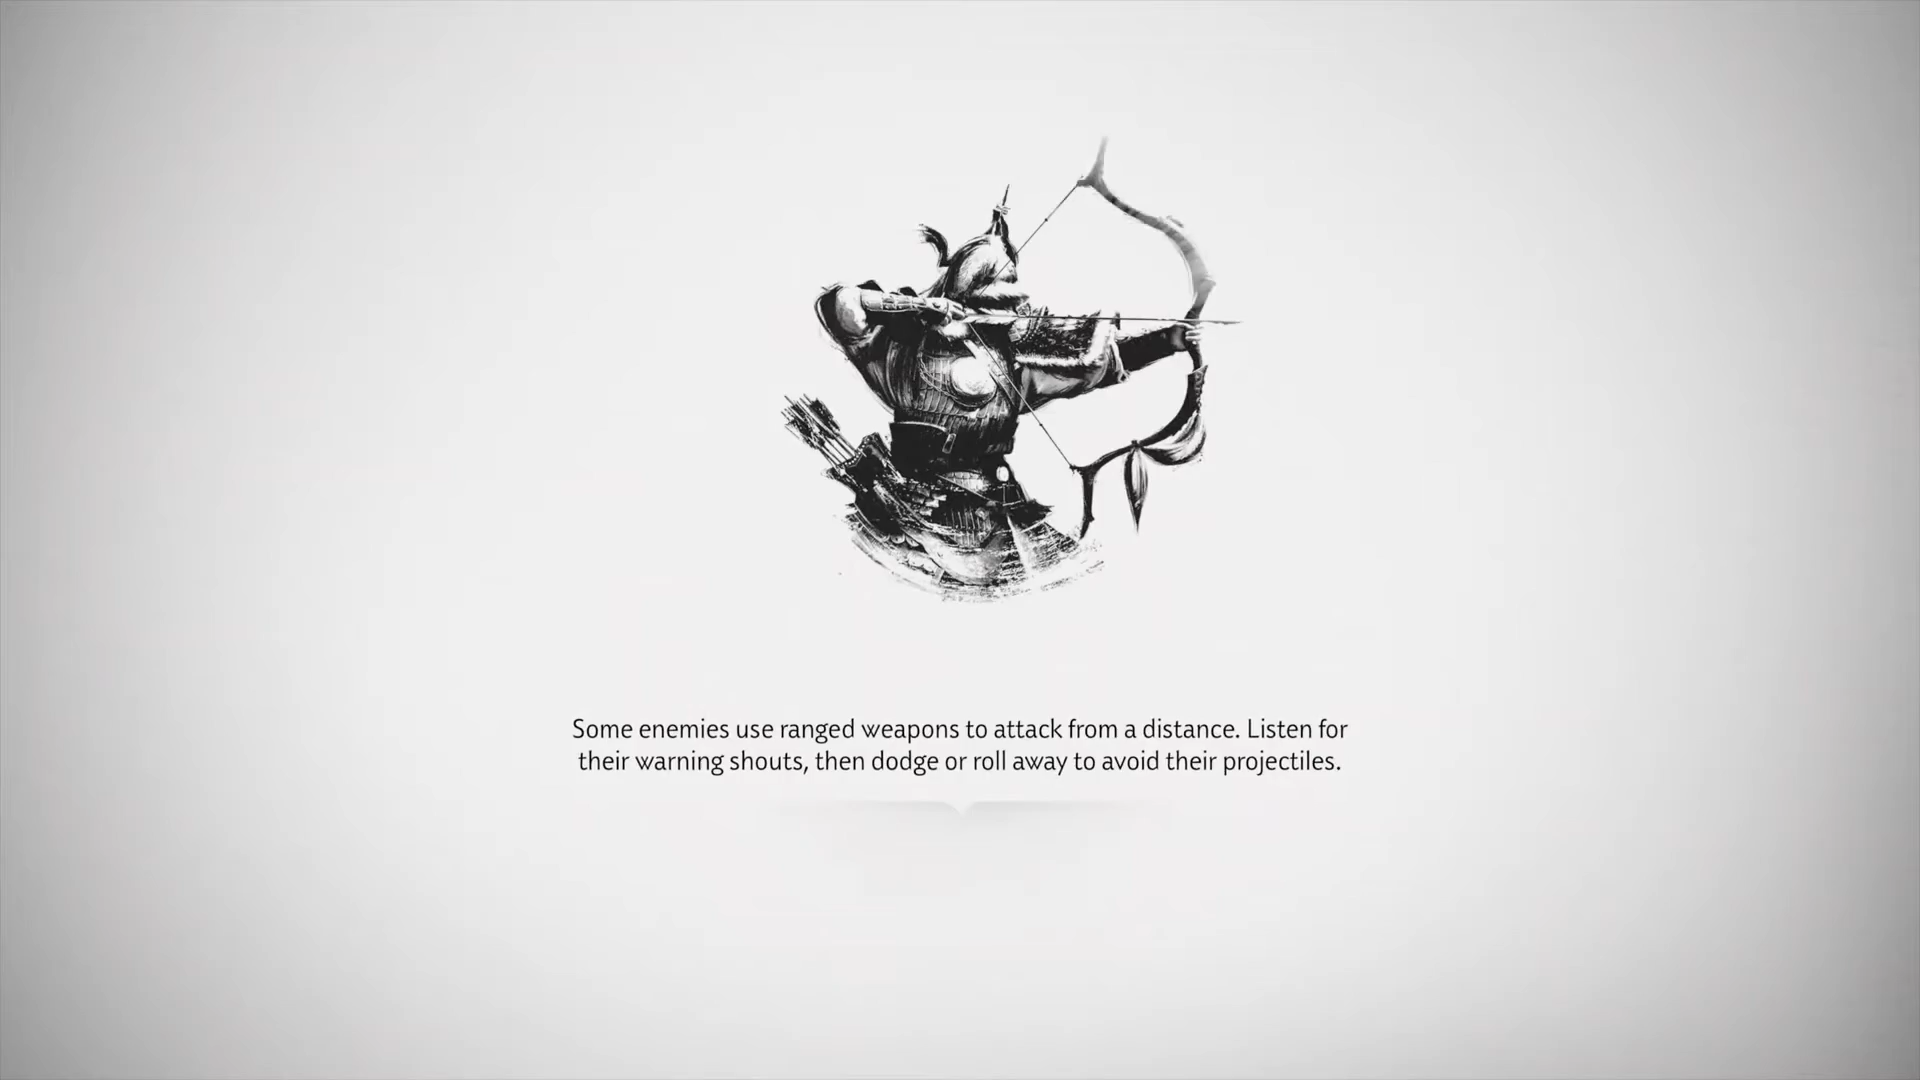 Some enemies use ranged weapons to attack from a distance. Listen for
their warning shouts, then dodge or roll away to avoid their projectiles.